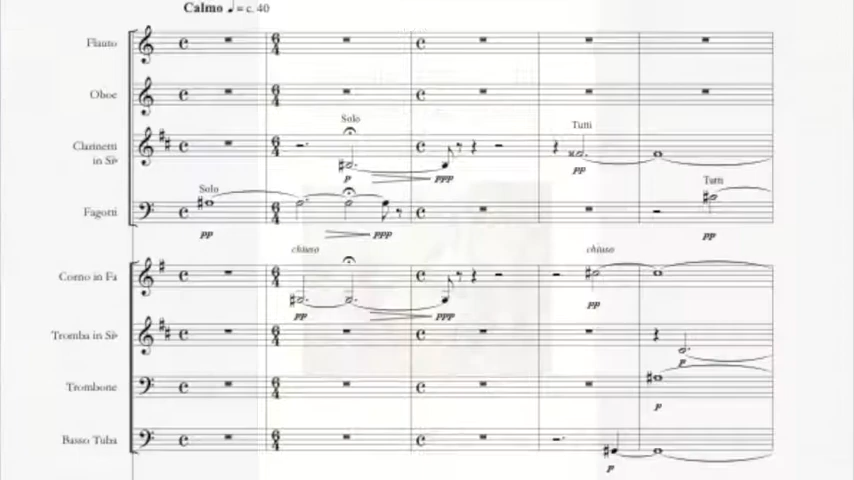 Calmo ♩ = c. 40
Flauto
Oboe
Solo Tutti
Clarinetti
in Si♭
p ppp pp
Solo Tutti
Fagotti
pp ppp pp
chiuso chiuso
Corno in Fa
pp ppp pp
Tromba in Si♭
p
Trombone
p
Basso Tuba
p